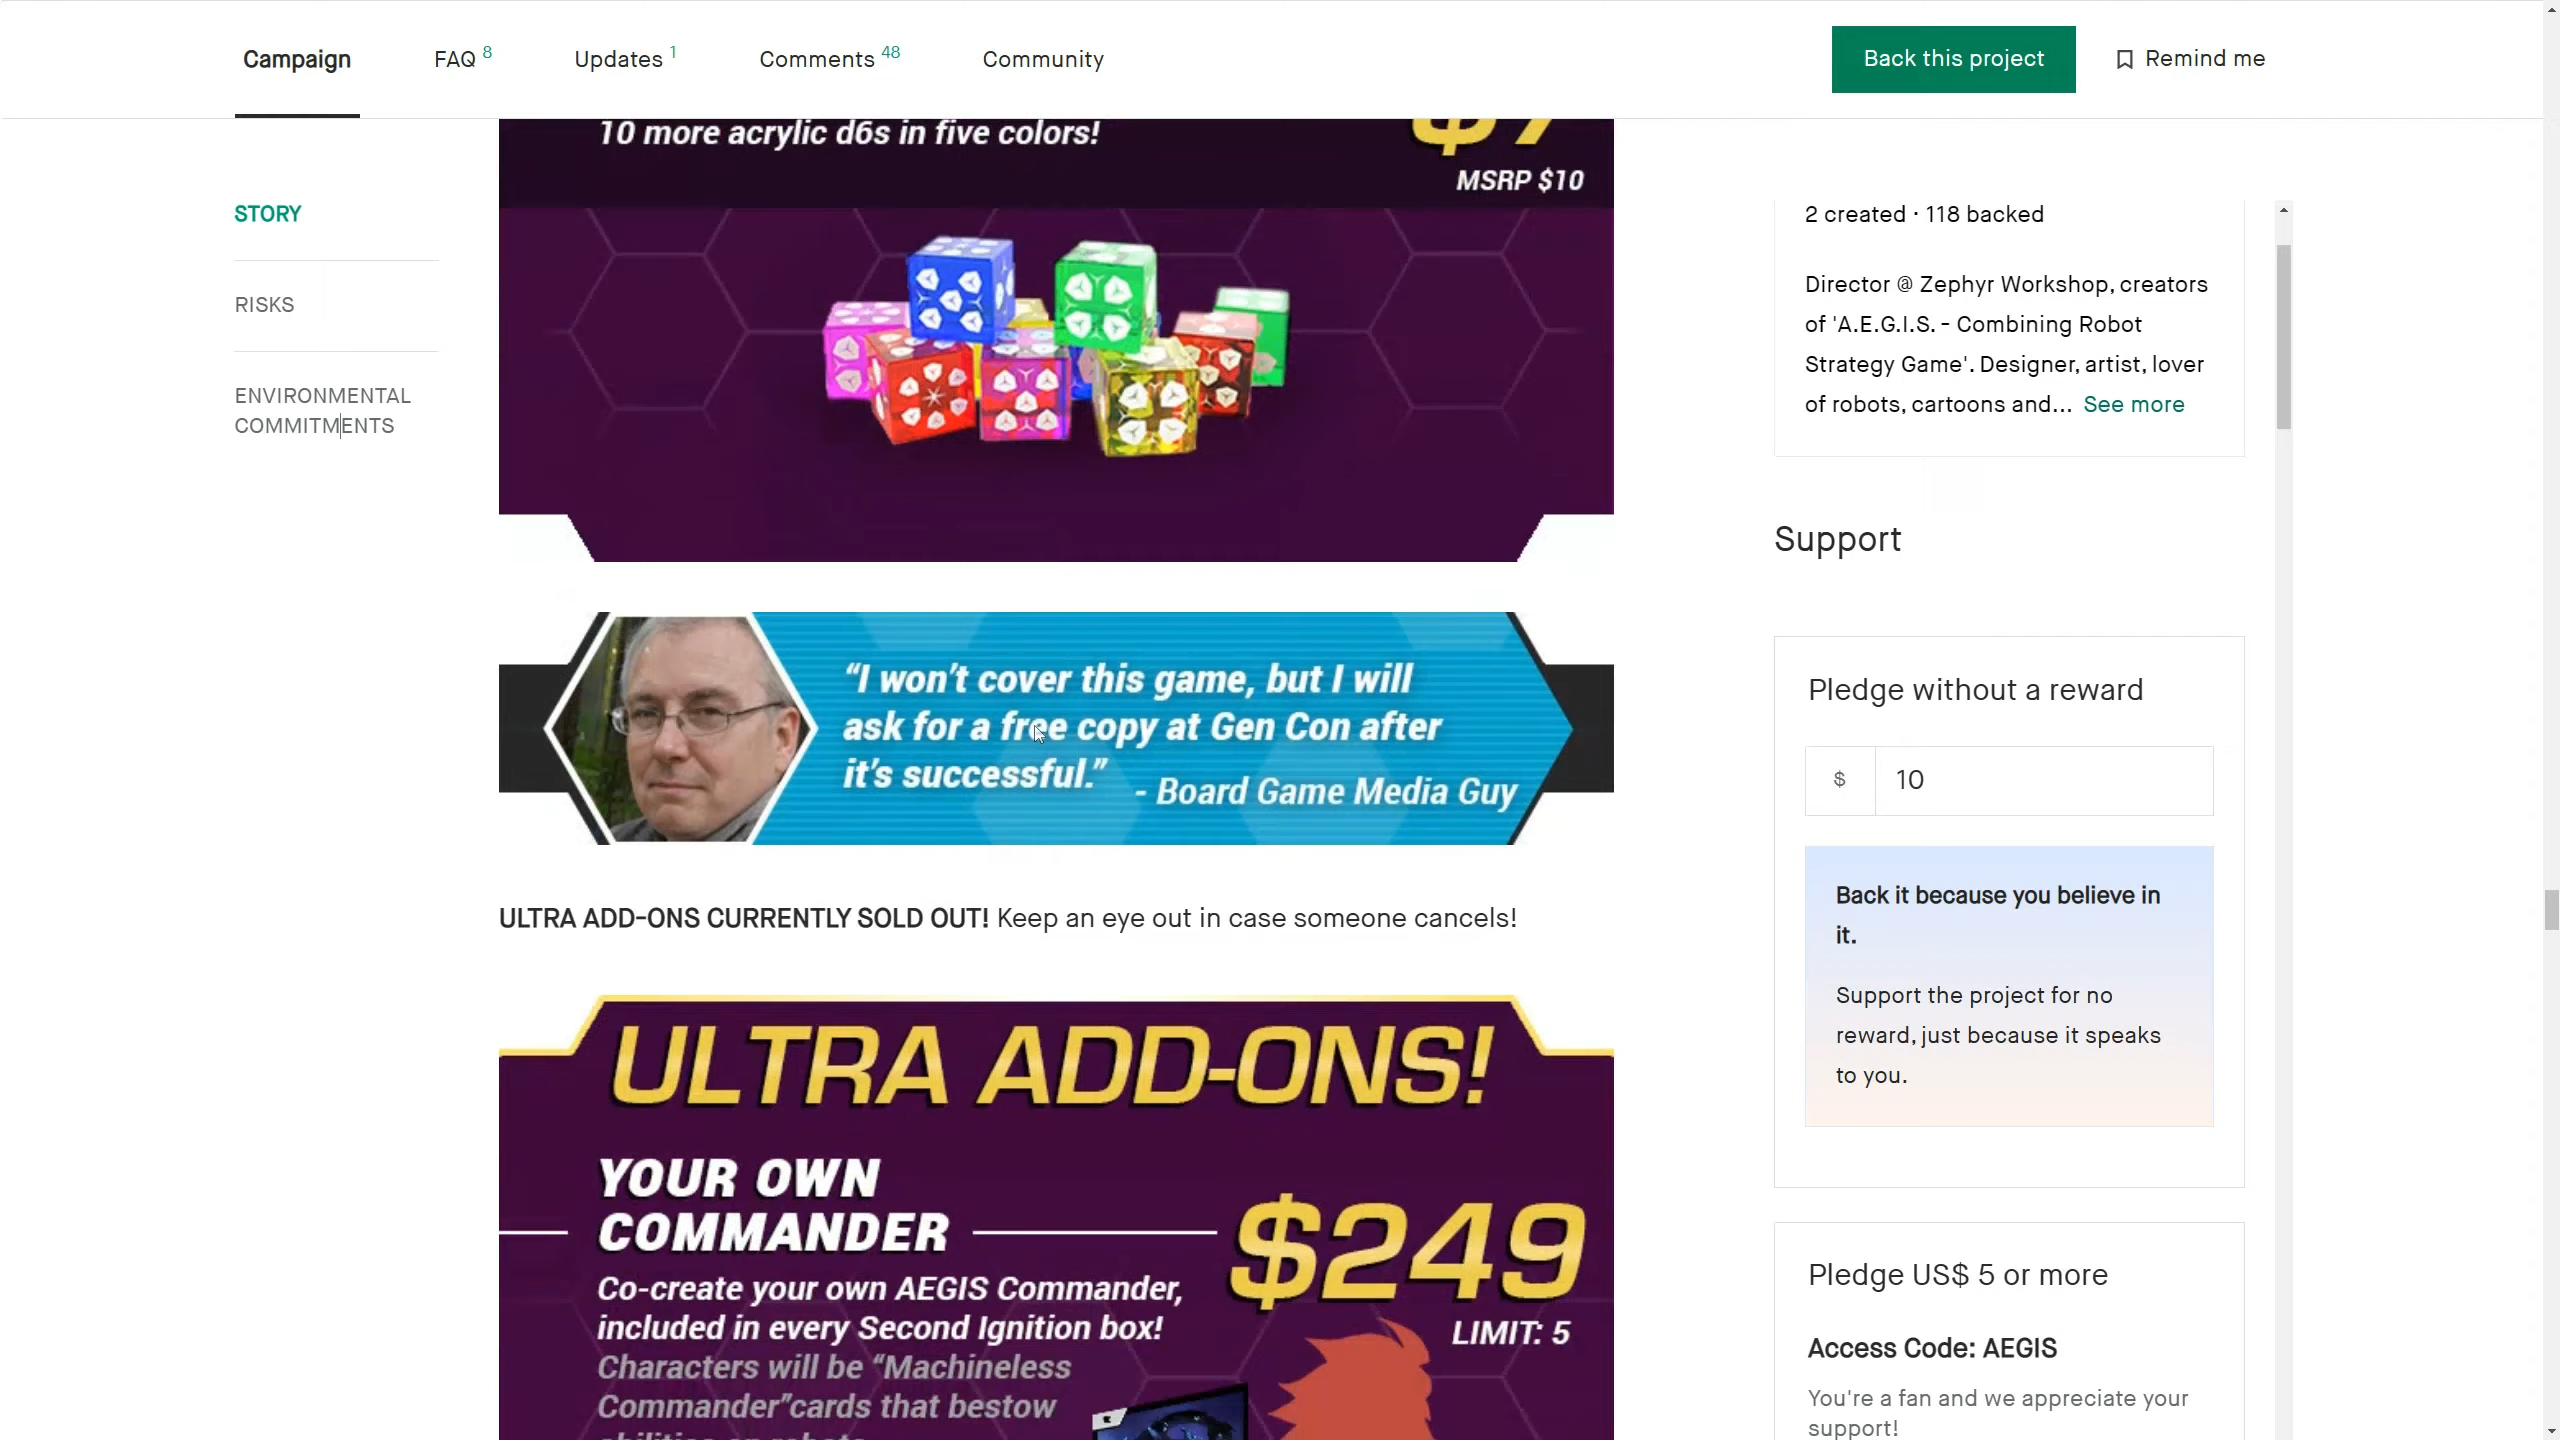 Campaign
FAQ 8
Updates 1
Comments 48
Community
Back this project
Remind me
STORY
RISKS
ENVIRONMENTAL
COMMITMENTS
10 more acrylic d6s in five colors!
$7
MSRP $10
“I won’t cover this game, but I will
ask for a free copy at Gen Con after
it’s successful.”
- Board Game Media Guy
ULTRA ADD-ONS CURRENTLY SOLD OUT! Keep an eye out in case someone cancels!
ULTRA ADD-ONS!
YOUR OWN
COMMANDER
$249
LIMIT: 5
Co-create your own AEGIS Commander,
included in every Second Ignition box!
Characters will be “Machineless
Commander”cards that bestow
2 created · 118 backed
Director @ Zephyr Workshop, creators
of 'A.E.G.I.S. - Combining Robot
Strategy Game'. Designer, artist, lover
of robots, cartoons and... See more
Support
Pledge without a reward
$ 10
Back it because you believe in
it.
Support the project for no
reward, just because it speaks
to you.
Pledge US$ 5 or more
Access Code: AEGIS
You're a fan and we appreciate your
support!